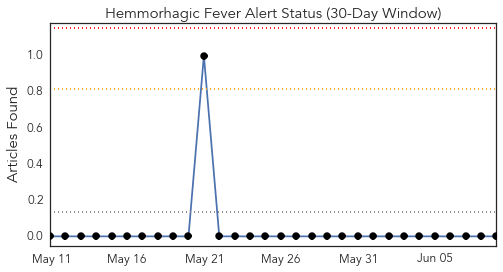 Hemmorhagic Fever Alert Status (30-Day Window)
Articles Found
1.0
0.8
0.6
0.4
0.2
0.0
May 11 May 16 May 21 May 26 May 31 Jun 05